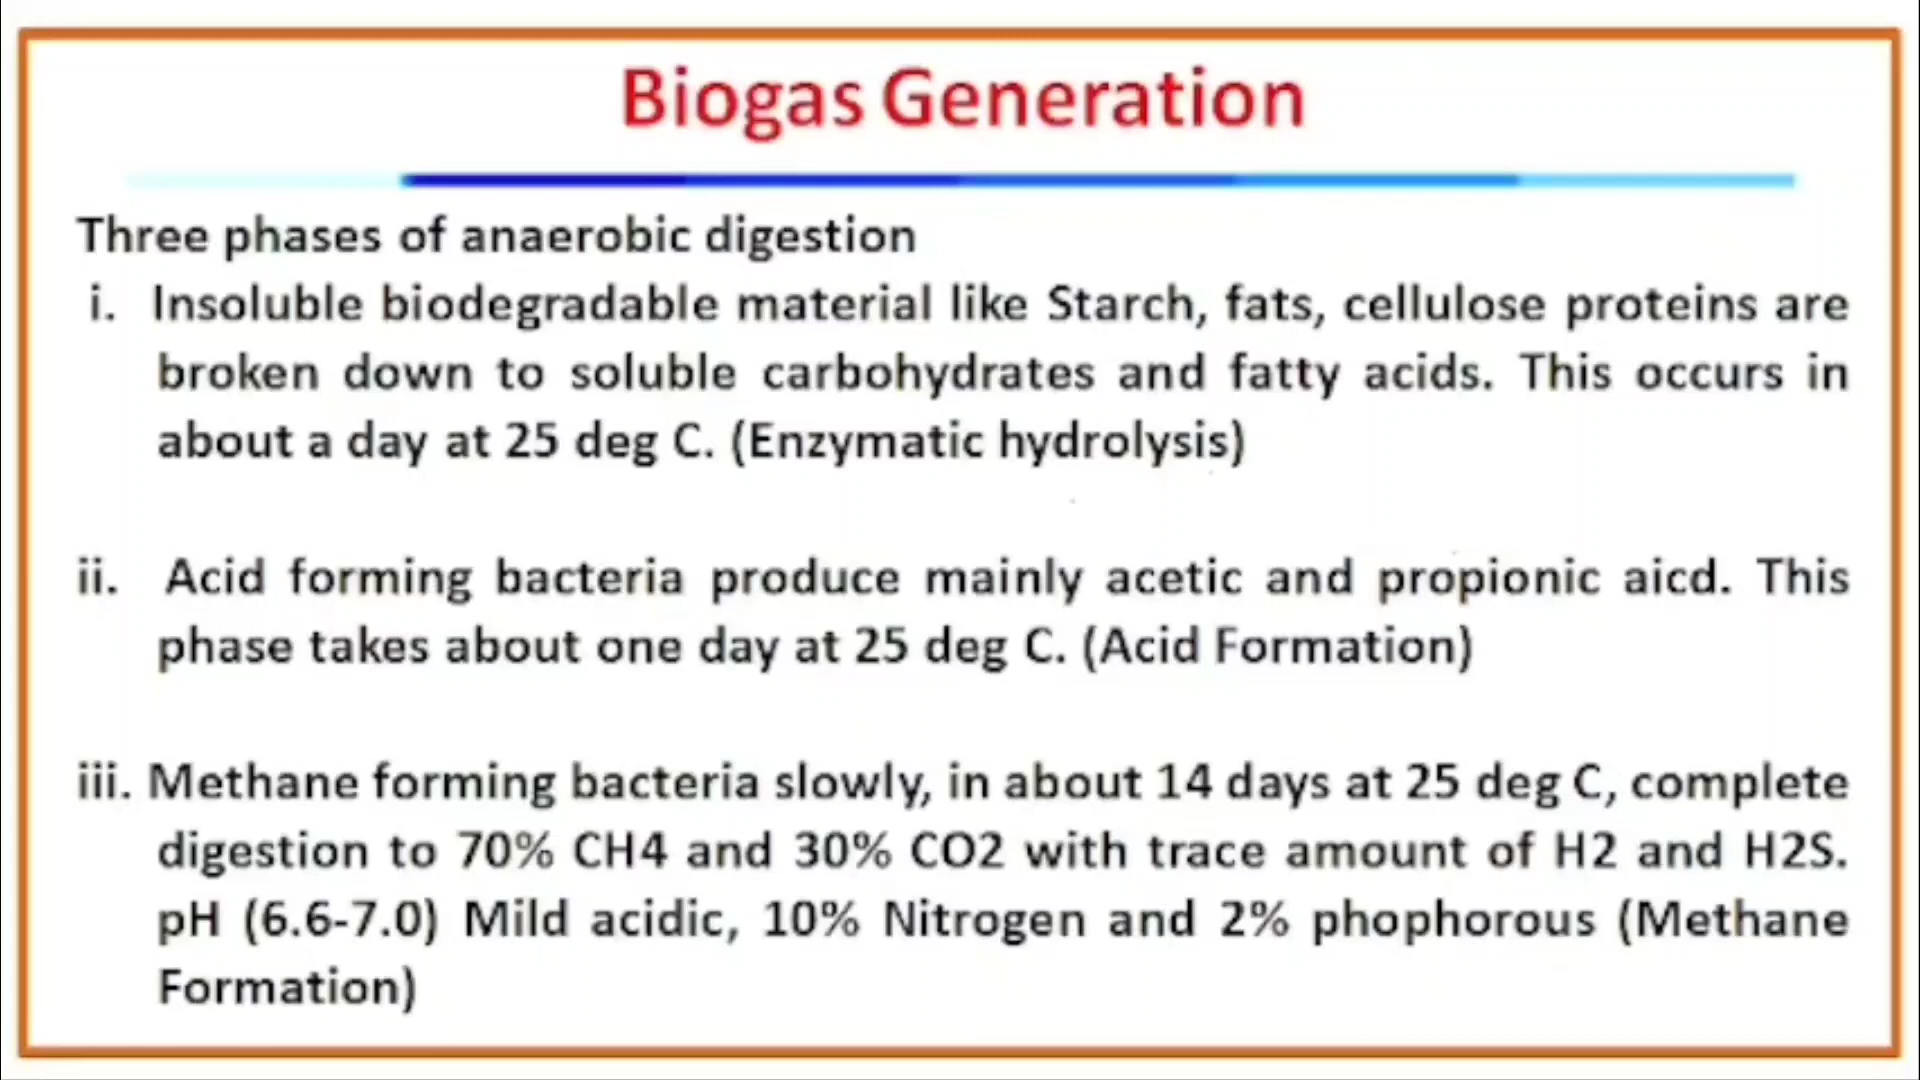 Biogas Generation
Three phases of anaerobic digestion
i. Insoluble biodegradable material like Starch, fats, cellulose proteins are
broken down to soluble carbohydrates and fatty acids. This occurs in
about a day at 25 deg C. (Enzymatic hydrolysis)
ii. Acid forming bacteria produce mainly acetic and propionic aicd. This
phase takes about one day at 25 deg C. (Acid Formation)
iii. Methane forming bacteria slowly, in about 14 days at 25 deg C, complete
digestion to 70% CH4 and 30% CO2 with trace amount of H2 and H2S.
pH (6.6-7.0) Mild acidic, 10% Nitrogen and 2% phophorous (Methane
Formation)